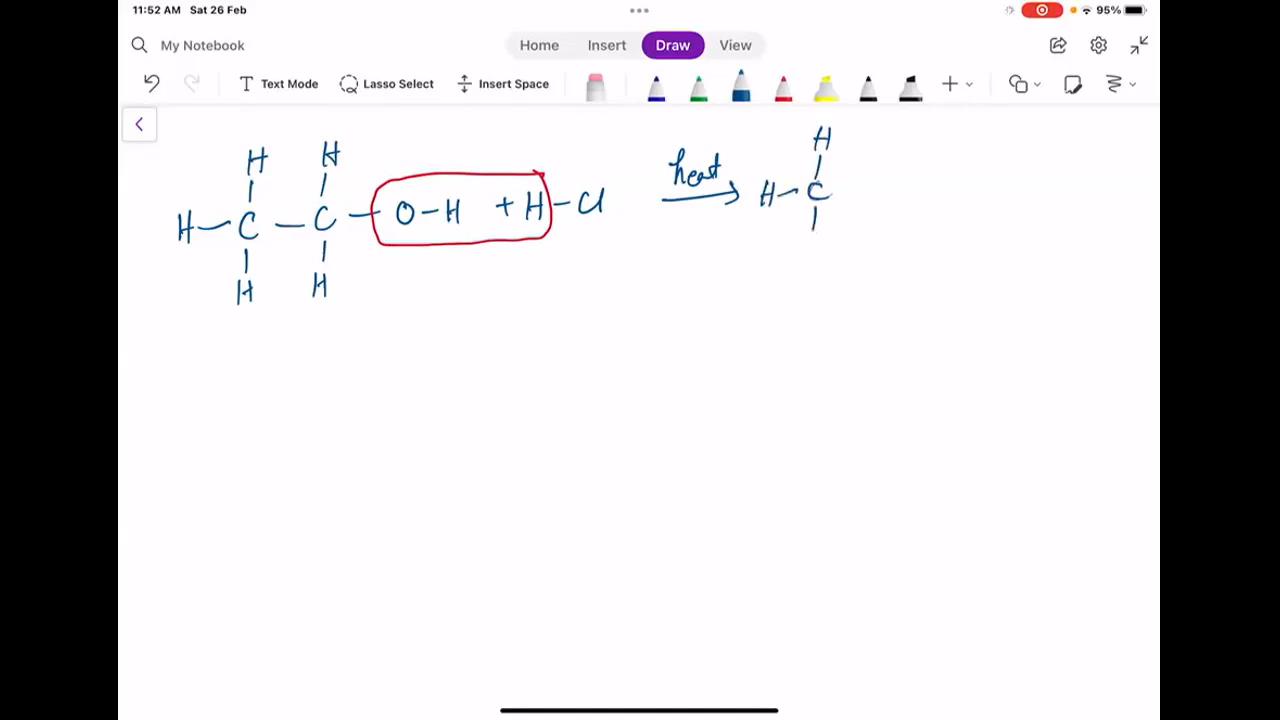 11:52 AM Sat 26 Feb 95%
My Notebook Home Insert Draw View
Text Mode Lasso Select Insert Space
H H H
heat
H - C - C - O - H + H - Cl → H - C
H H